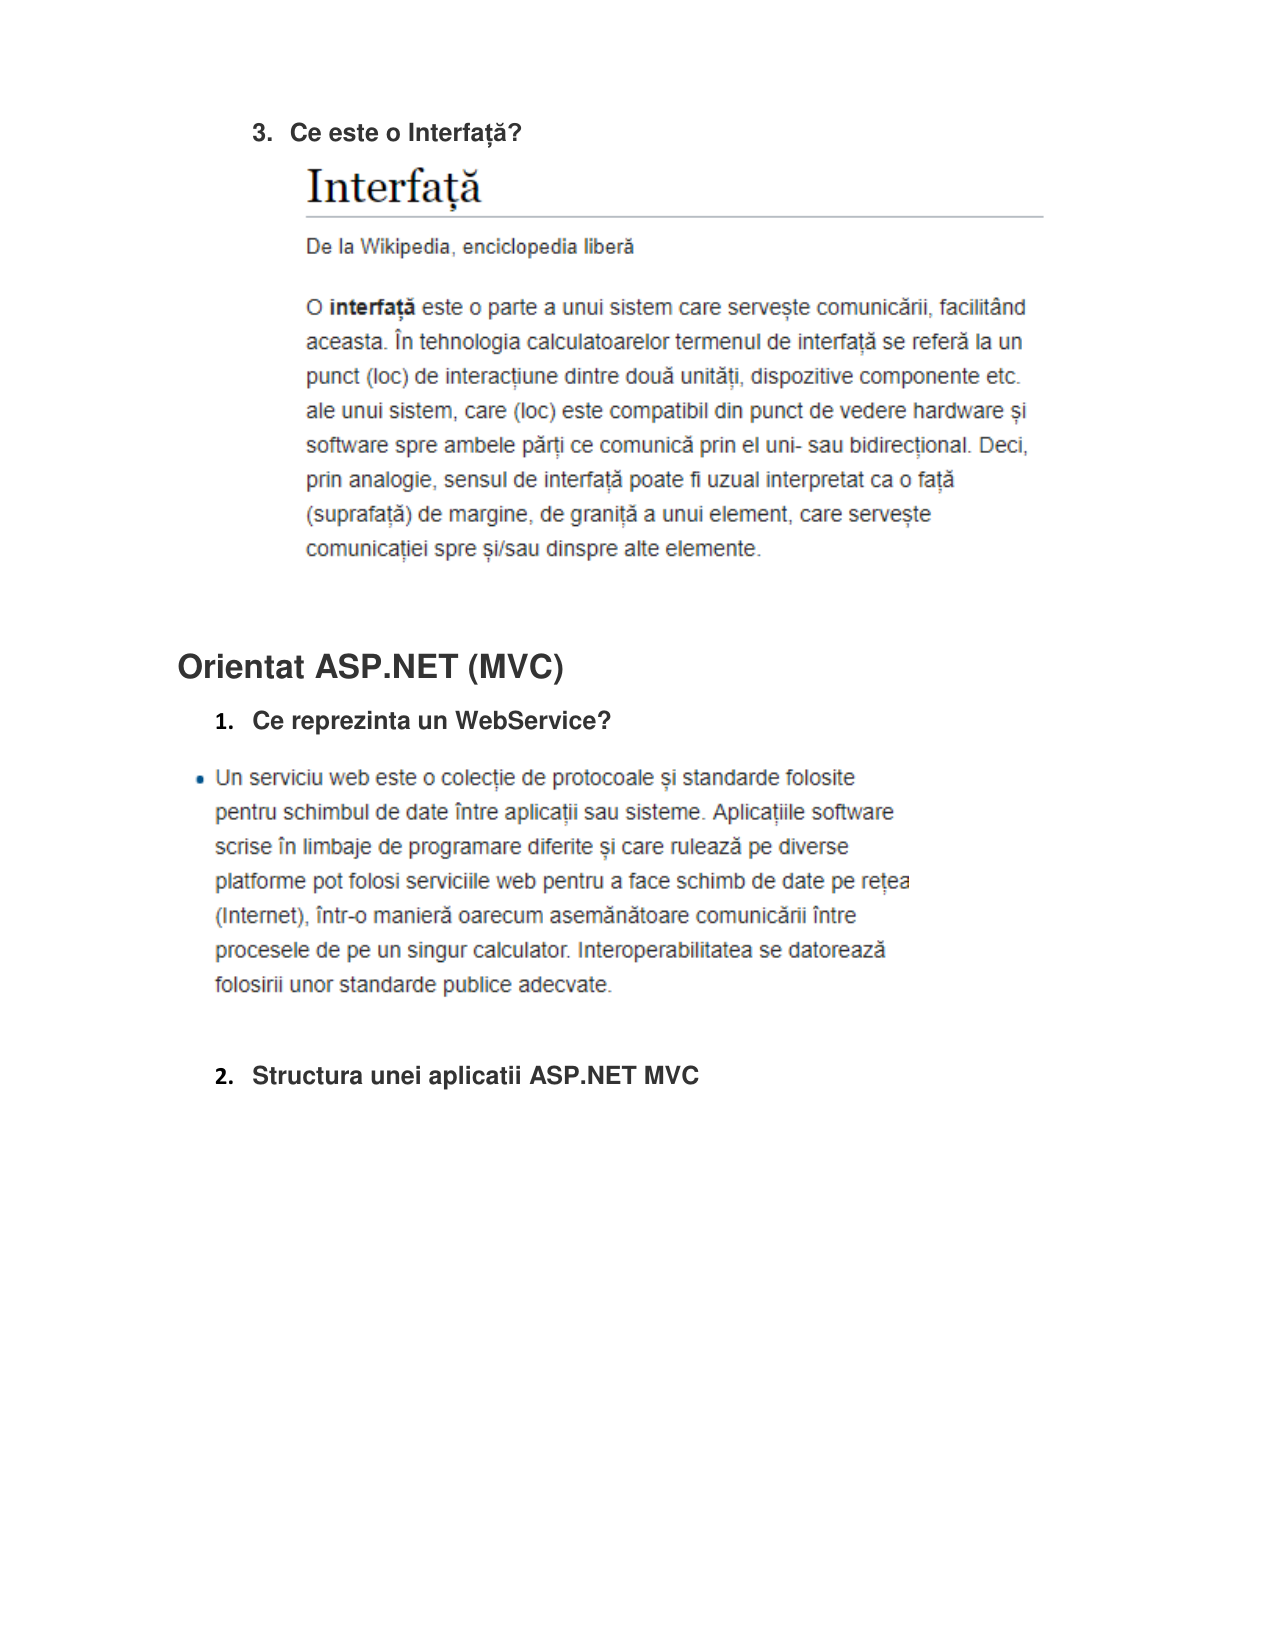 3. Ce este o Interfață?
Interfață
De la Wikipedia, enciclopedia liberă
O interfață este o parte a unui sistem care servește comunicării, facilitând
aceasta. În tehnologia calculatoarelor termenul de interfață se referă la un
punct (loc) de interacțiune dintre două unități, dispozitive componente etc.
ale unui sistem, care (loc) este compatibil din punct de vedere hardware și
software spre ambele părți ce comunică prin el uni- sau bidirecțional. Deci,
prin analogie, sensul de interfață poate fi uzual interpretat ca o față
(suprafață) de margine, de graniță a unui element, care servește
comunicației spre și/sau dinspre alte elemente.
Orientat ASP.NET (MVC)
1. Ce reprezinta un WebService?
• Un serviciu web este o colecție de protocoale și standarde folosite
pentru schimbul de date între aplicații sau sisteme. Aplicațiile software
scrise în limbaje de programare diferite și care rulează pe diverse
platforme pot folosi serviciile web pentru a face schimb de date pe rețea
(Internet), într-o manieră oarecum asemănătoare comunicării între
procesele de pe un singur calculator. Interoperabilitatea se datorează
folosirii unor standarde publice adecvate.
2. Structura unei aplicatii ASP.NET MVC